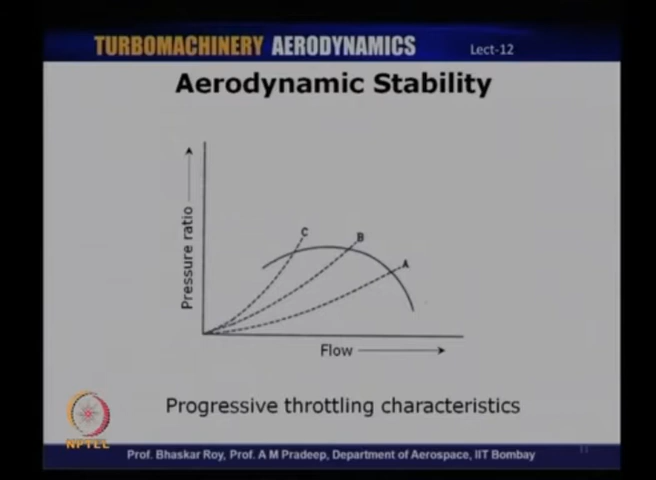 TURBOMACHINERY AERODYNAMICS Lect-12
Aerodynamic Stability
Pressure ratio
C
B
A
Flow
Progressive throttling characteristics
NPTEL
Prof. Bhaskar Roy, Prof. A M Pradeep, Department of Aerospace, IIT Bombay
11